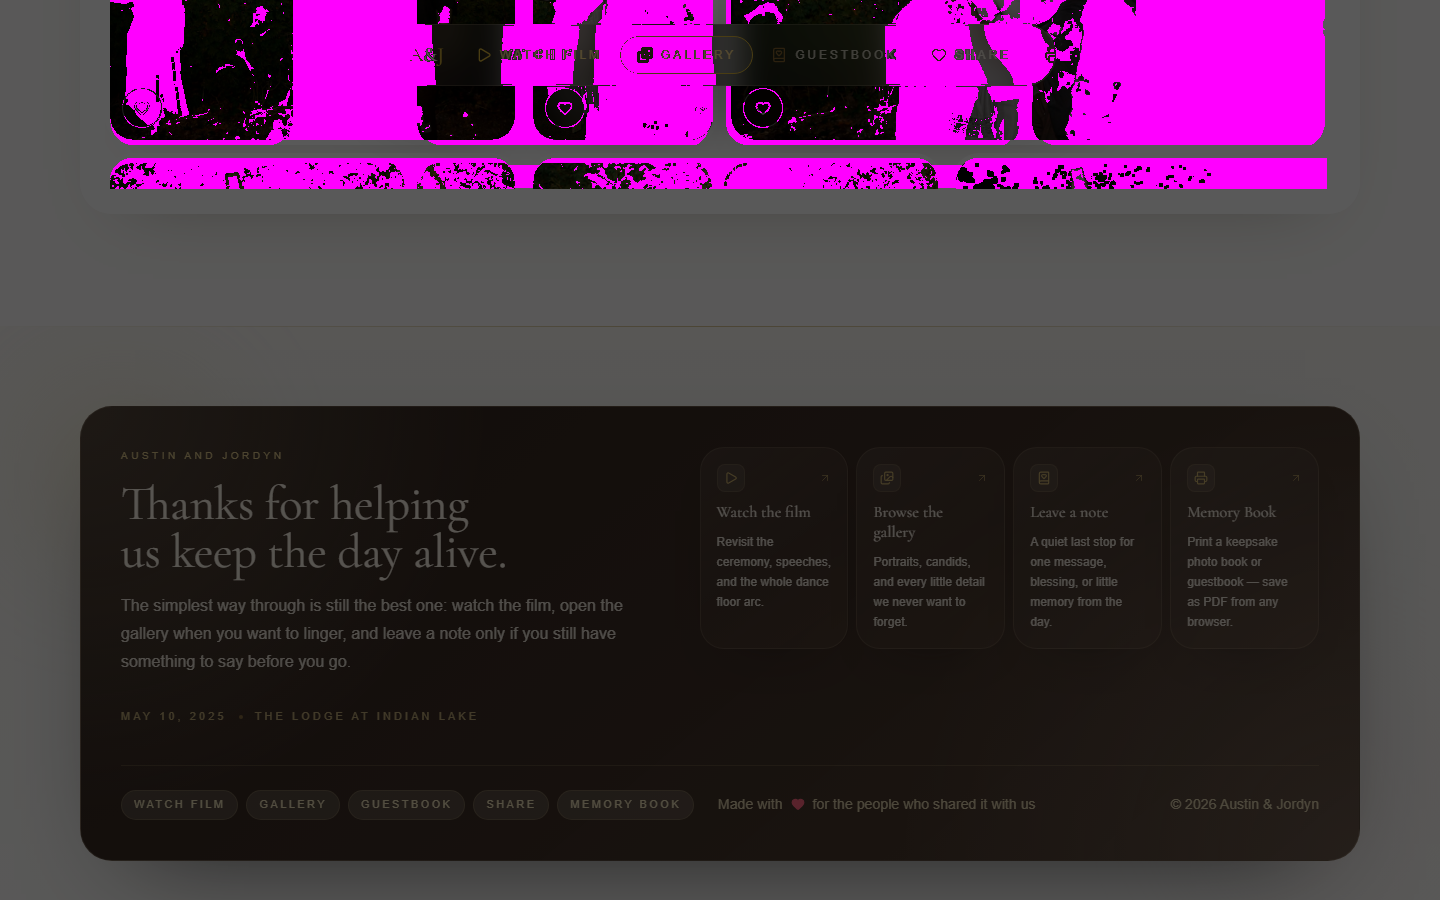 A&J WATCH FILM GALLERY GUESTBOOK SHARE
AUSTIN AND JORDYN
Thanks for helping
us keep the day alive.
The simplest way through is still the best one: watch the film, open the
gallery when you want to linger, and leave a note only if you still have
something to say before you go.
MAY 10, 2025 • THE LODGE AT INDIAN LAKE
Watch the film
Revisit the
ceremony, speeches,
and the whole dance
floor arc.
Browse the
gallery
Portraits, candids,
and every little detail
we never want to
forget.
Leave a note
A quiet last stop for
one message,
blessing, or little
memory from the
day.
Memory Book
Print a keepsake
photo book or
guestbook — save
as PDF from any
browser.
WATCH FILM GALLERY GUESTBOOK SHARE MEMORY BOOK
Made with ♥ for the people who shared it with us
© 2026 Austin & Jordyn